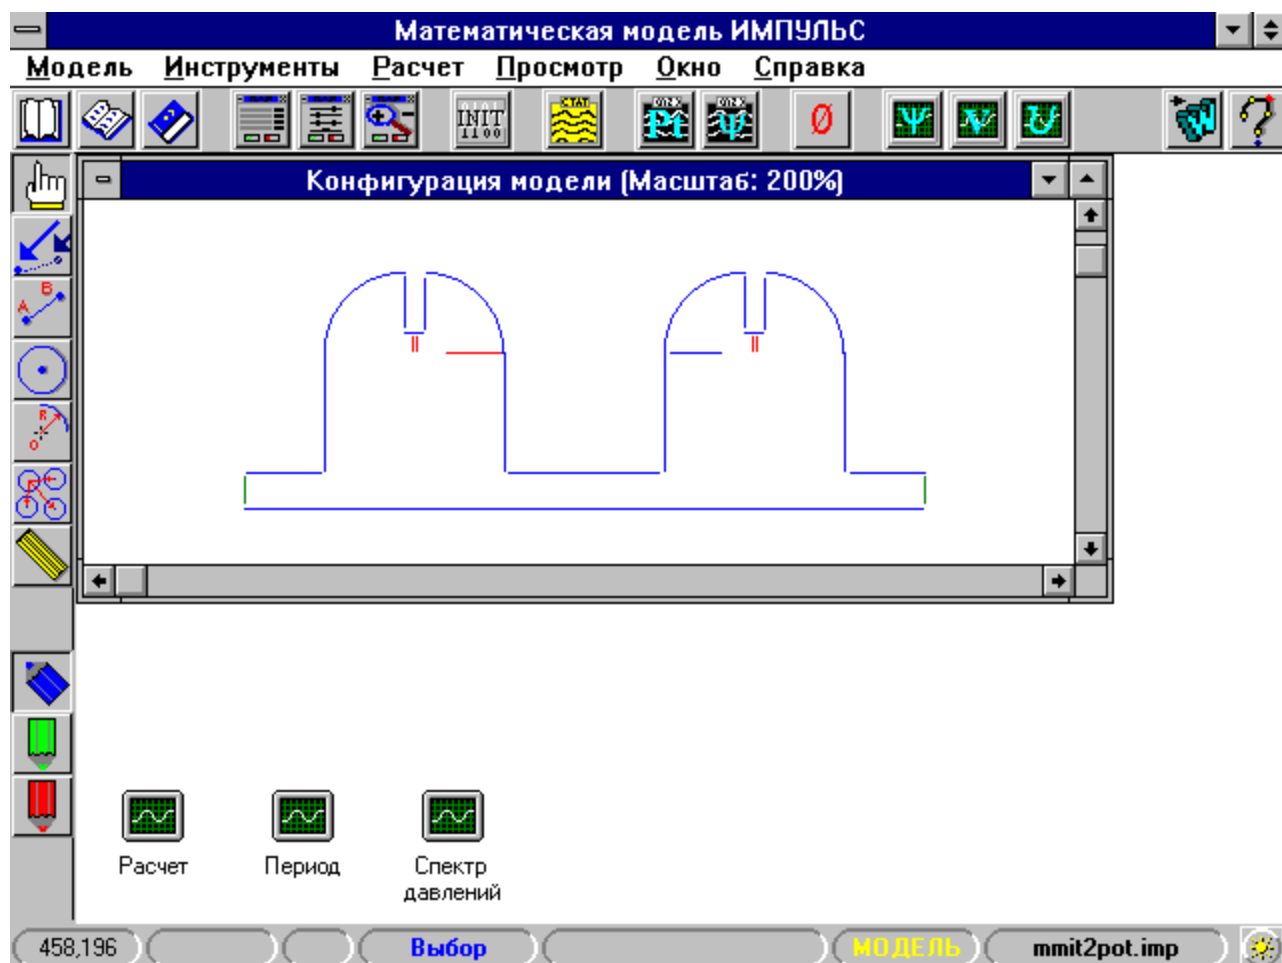 Математическая модель ИМПУЛЬС
Модель Инструменты Расчет Просмотр Окно Справка
INIT
1100
СТАТ
Pt ψ Ø Ψ V U
Конфигурация модели (Масштаб: 200%)
A B
R
O
Расчет Период Спектр
давлений
458,196 Выбор МОДЕЛЬ mmit2pot.imp